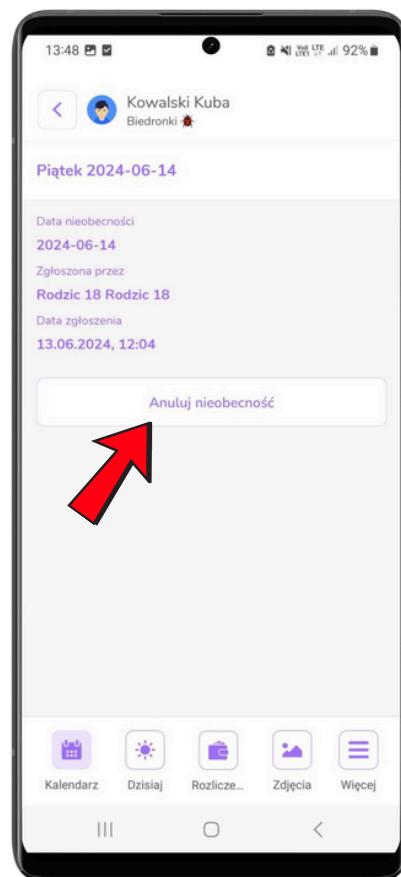 13:48 92%
Kowalski Kuba
Biedronki
Piątek 2024-06-14
Data nieobecności
2024-06-14
Zgłoszona przez
Rodzic 18 Rodzic 18
Data zgłoszenia
13.06.2024, 12:04
Anuluj nieobecność
Kalendarz Dzisiaj Rozlicze... Zdjęcia Więcej